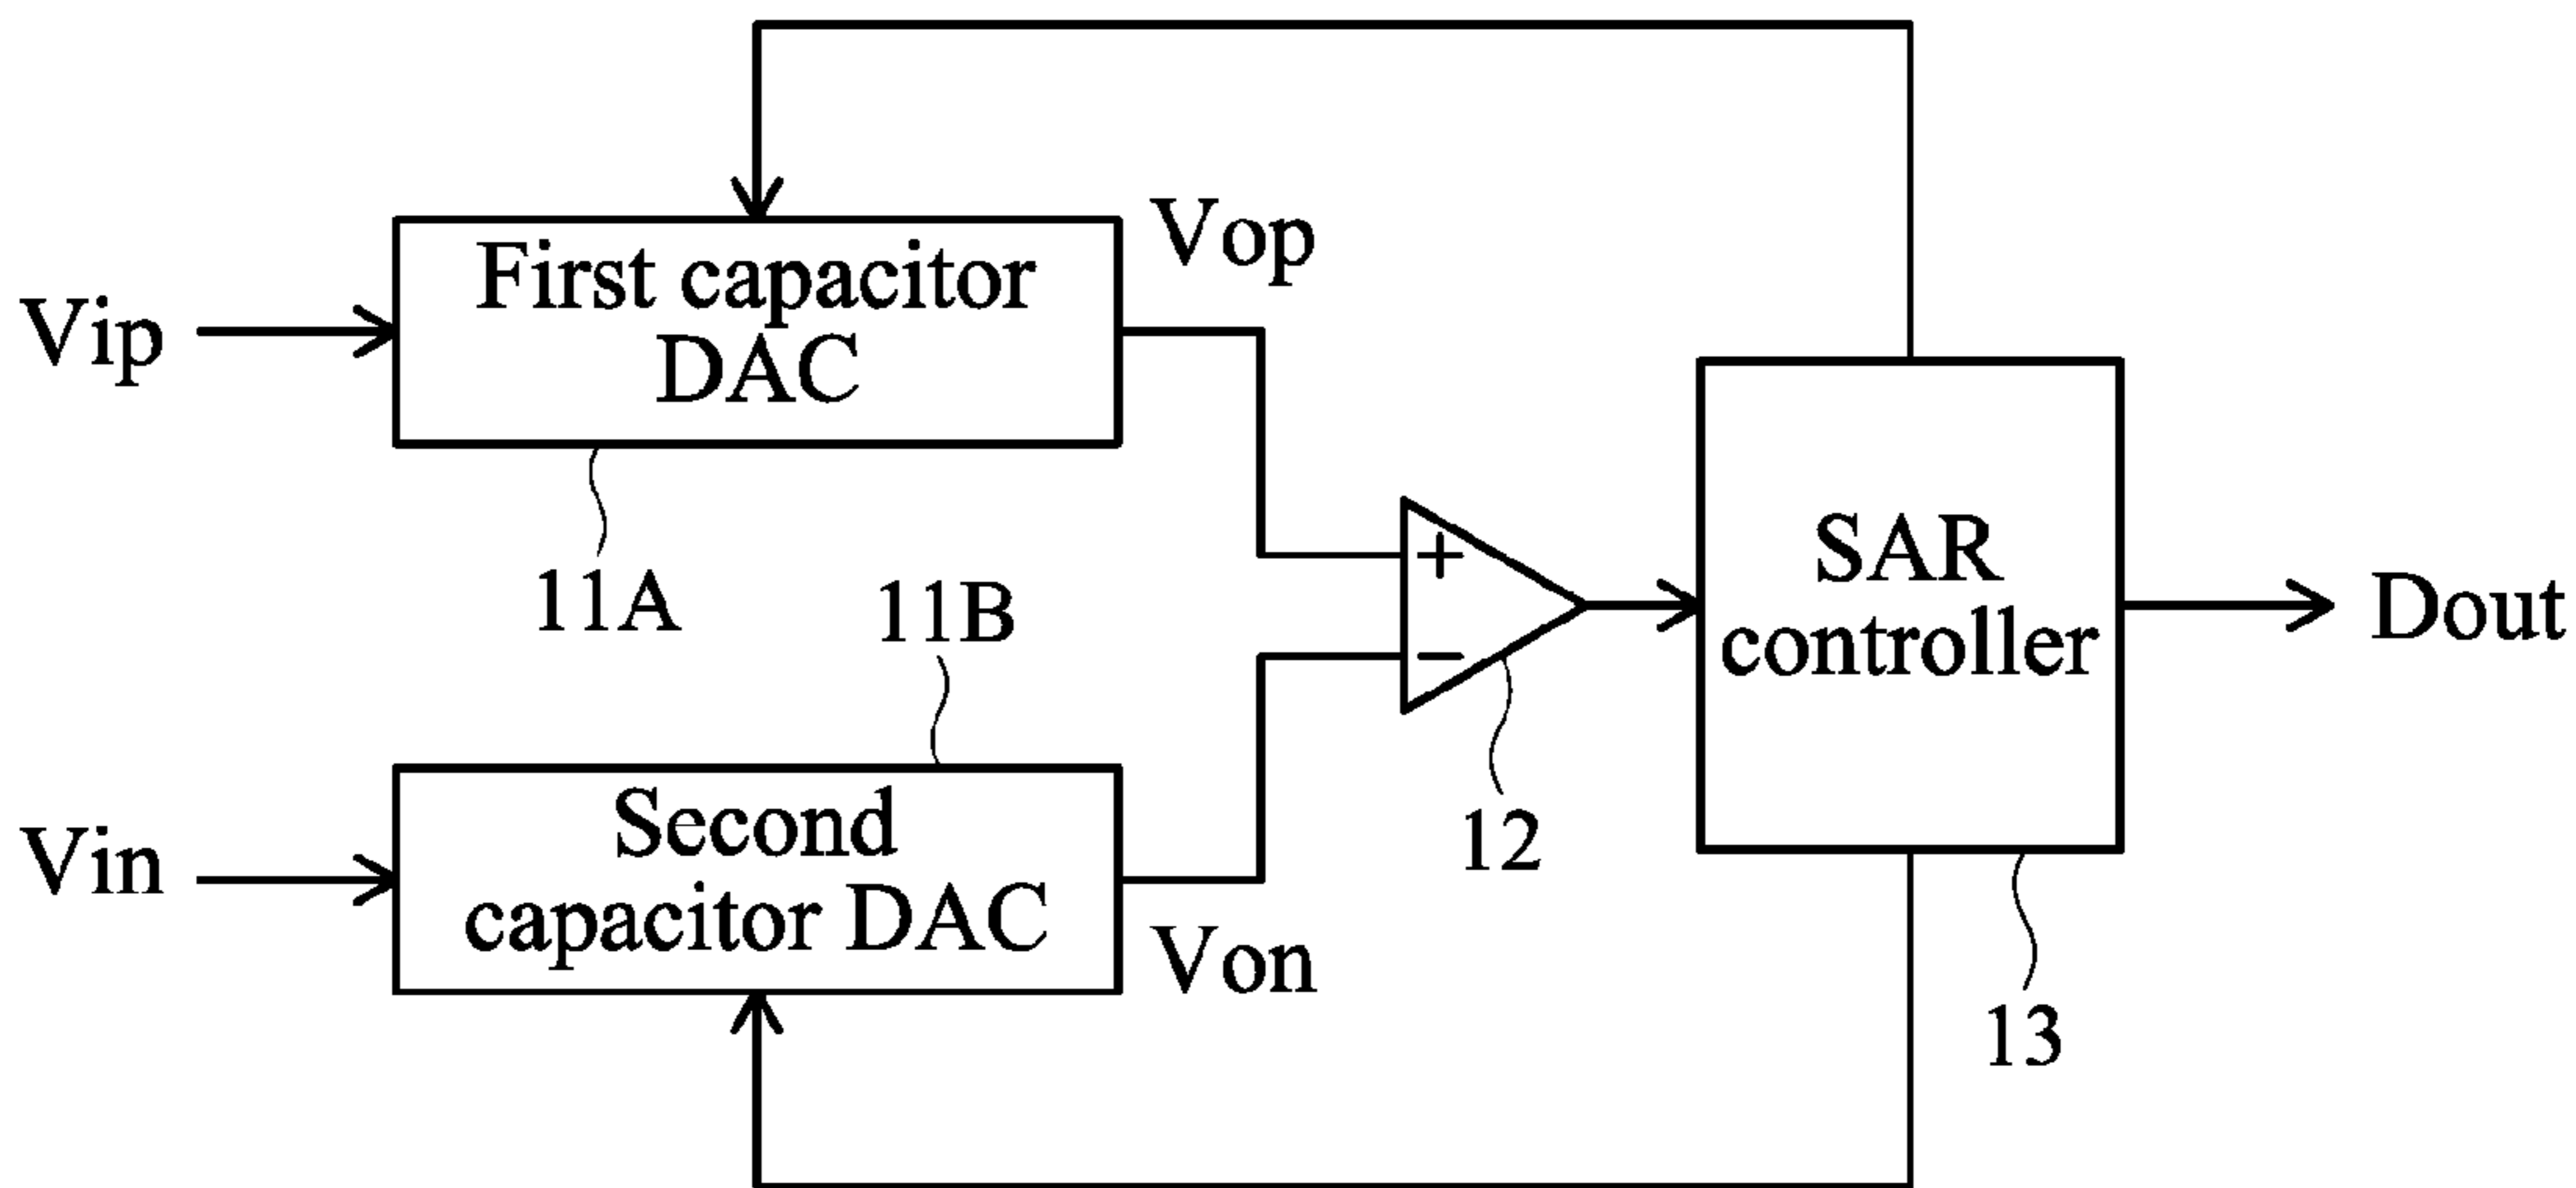 Vip
First capacitor
DAC
Vop
11A
11B
Vin
Second
capacitor DAC
Von
+
−
12
SAR
controller
13
Dout